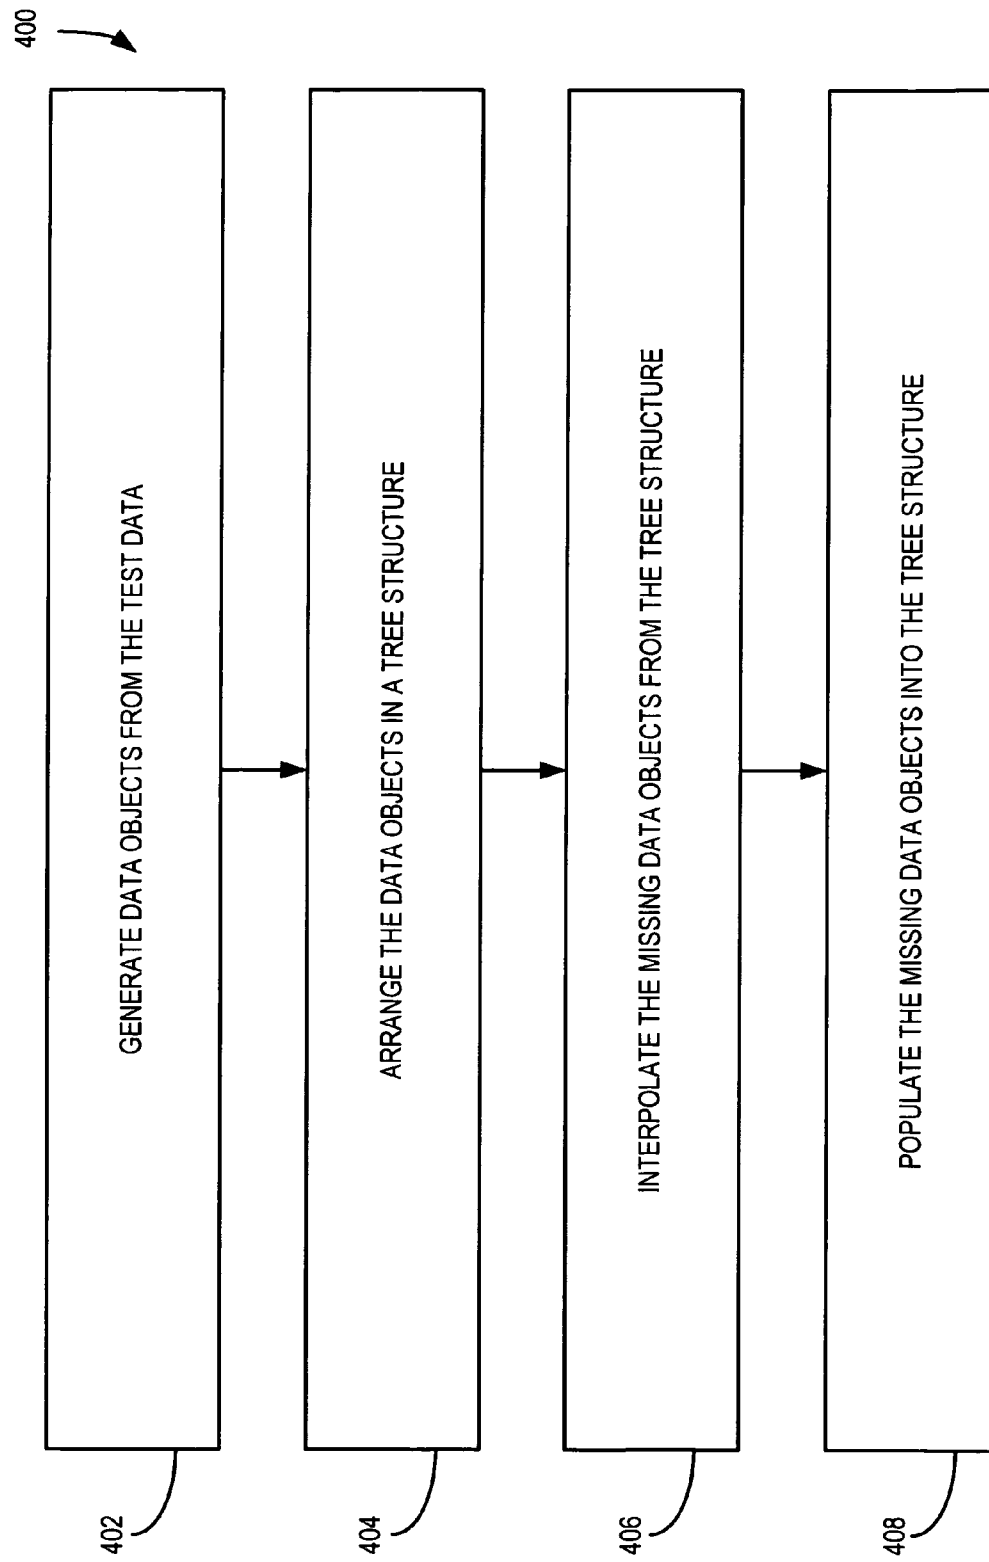 400
GENERATE DATA OBJECTS FROM THE TEST DATA
402
ARRANGE THE DATA OBJECTS IN A TREE STRUCTURE
404
INTERPOLATE THE MISSING DATA OBJECTS FROM THE TREE STRUCTURE
406
POPULATE THE MISSING DATA OBJECTS INTO THE TREE STRUCTURE
408